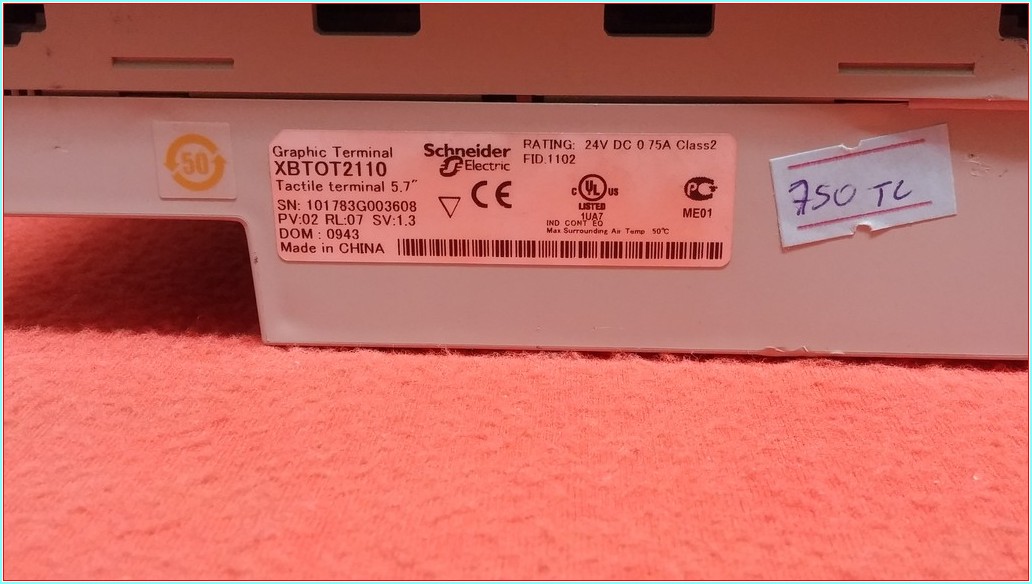 50
Graphic Terminal
XBTOT2110
Tactile terminal 5.7"
SN: 101783G003608
PV:02 RL:07 SV:1.3
DOM : 0943
Made in CHINA
Schneider
Electric
CE
RATING: 24V DC 0 75A Class2
FID.1102
C UL US
LISTED
1UA7
IND CONT EQ
Max Surrounding Air Temp 50°C
ME01
750 TL